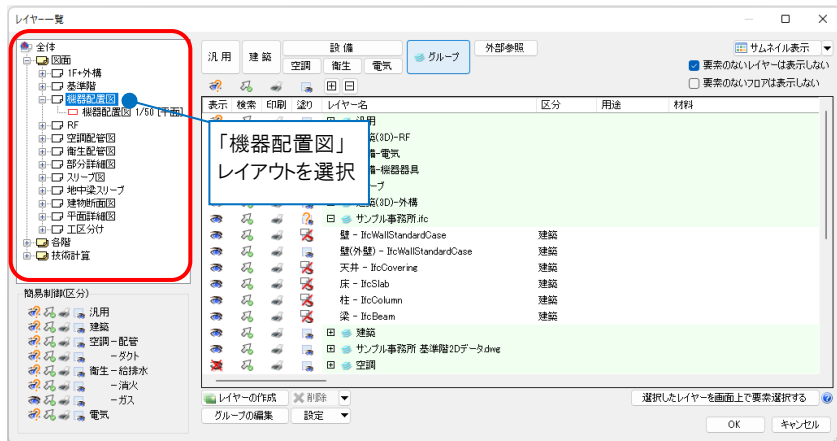 レイヤー一覧
全体
図面
1F+外構
基準階
機器配置図
機器配置図 1/50 [平面]
RF
空調配管図
衛生配管図
部分詳細図
スリーブ図
地中梁スリーブ
建物断面図
平面詳細図
工区分け
各階
技術計算
簡易制御(区分)
汎用
建築
空調-配管
-ダクト
衛生-給排水
-消火
-ガス
電気
汎用 建築 設備 グループ 外部参照
空調 衛生 電気
サムネイル表示
要素のないレイヤーは表示しない
要素のないフロアは表示しない
表示 検索 印刷 塗り レイヤー名 区分 用途 材料
「機器配置図」
レイアウトを選択
(3D)-RF
-電気
-機器器具
(3D)-外構
サンプル事務所.ifc
壁 - IfcWallStandardCase 建築
壁(外壁) - IfcWallStandardCase 建築
天井 - IfcCovering 建築
床 - IfcSlab 建築
柱 - IfcColumn 建築
梁 - IfcBeam 建築
建築
サンプル事務所 基準階2Dデータ.dwg
空調
レイヤーの作成 削除 選択したレイヤーを画面上で要素選択する
グループの編集 設定
OK キャンセル